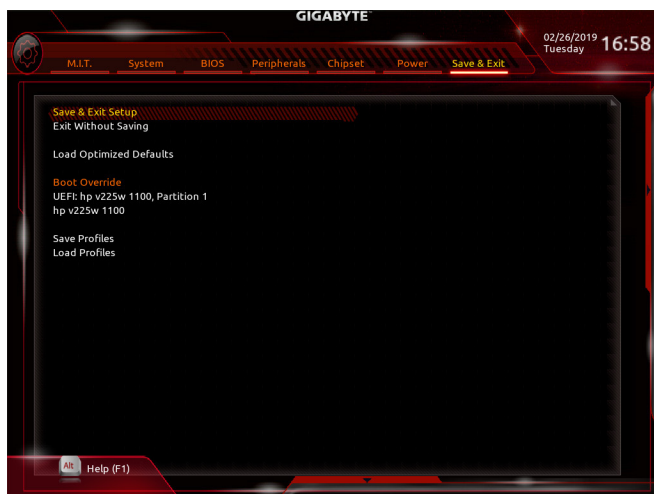 GIGABYTE™
02/26/2019 16:58
Tuesday
M.I.T. System BIOS Peripherals Chipset Power Save & Exit
Save & Exit Setup
Exit Without Saving
Load Optimized Defaults
Boot Override
UEFI: hp v225w 1100, Partition 1
hp v225w 1100
Save Profiles
Load Profiles
Alt Help (F1)